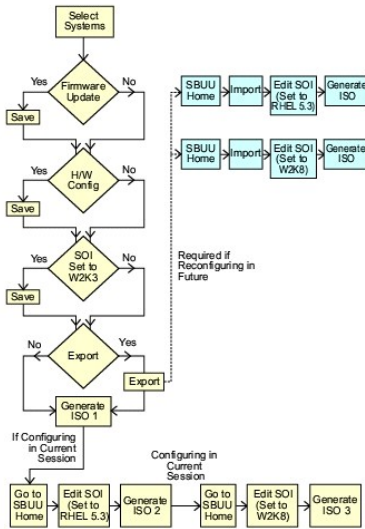 Select
Systems
Yes
Firmware
Update
No
Save
Yes
H/W
Config
No
Save
Yes
SOI
Set to
W2K3
No
Save
No
Export
Yes
Export
Generate
ISO 1
SBUU
Home
Import
Edit SOI
(Set to
RHEL 5.3)
Generate
ISO
SBUU
Home
Import
Edit SOI
(Set to
W2K8)
Generate
ISO
Required if
Reconfiguring in
Future
If Configuring
in Current
Session
Configuring in
Current
Session
Go to
SBUU
Home
Edit SOI
(Set to
RHEL 5.3)
Generate
ISO 2
Go to
SBUU
Home
Edit SOI
(Set to
W2K8)
Generate
ISO 3